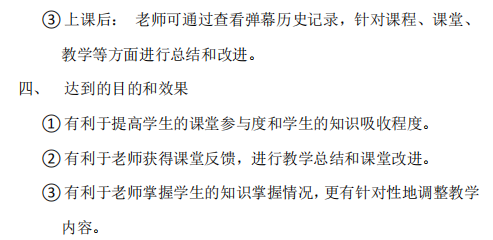 ③ 上课后： 老师可通过查看弹幕历史记录，针对课程、课堂、
教学等方面进行总结和改进。
四、 达到的目的和效果
① 有利于提高学生的课堂参与度和学生的知识吸收程度。
② 有利于老师获得课堂反馈，进行教学总结和课堂改进。
③ 有利于老师掌握学生的知识掌握情况，更有针对性地调整教学
内容。